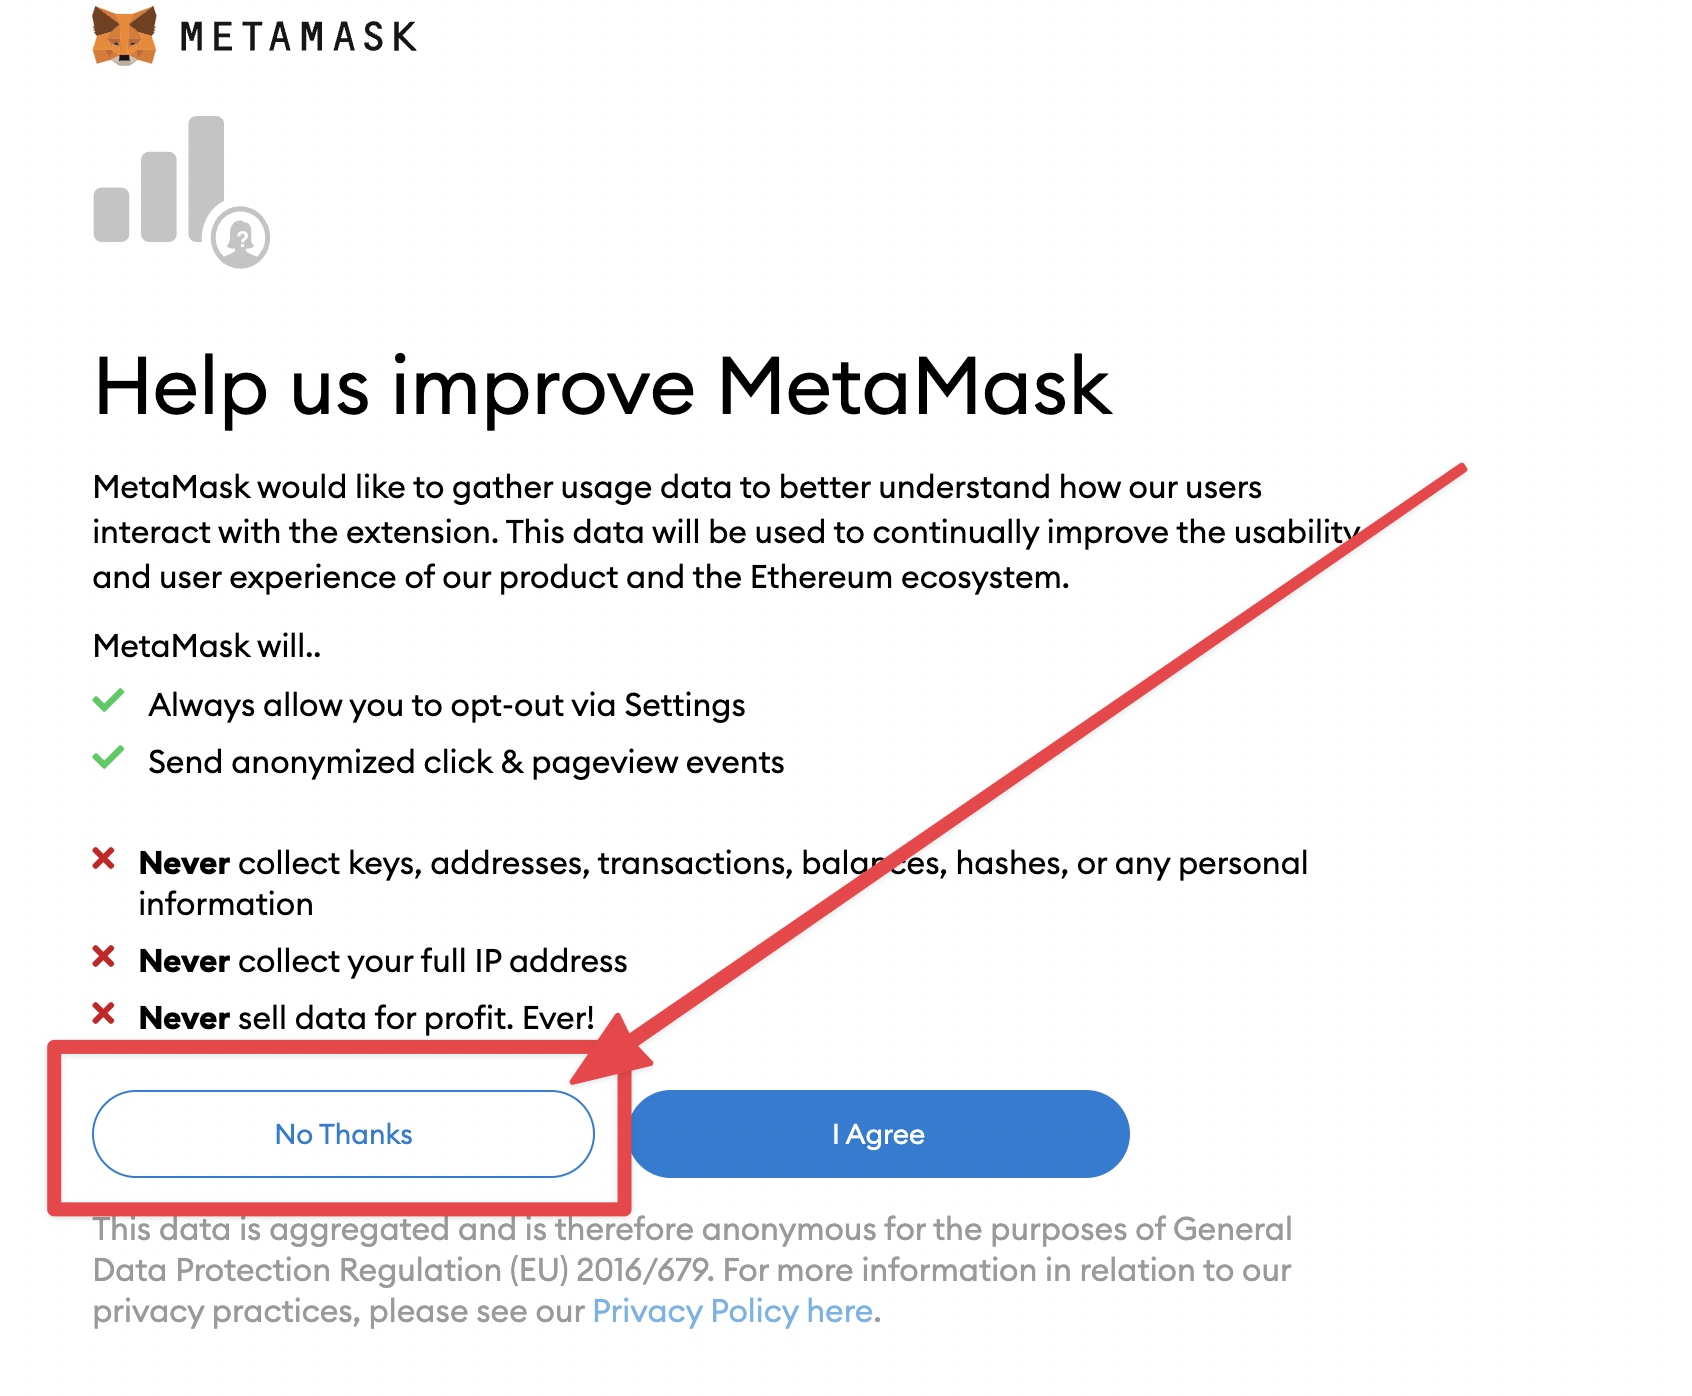 METAMASK
Help us improve MetaMask
MetaMask would like to gather usage data to better understand how our users
interact with the extension. This data will be used to continually improve the usability
and user experience of our product and the Ethereum ecosystem.
MetaMask will..
Always allow you to opt-out via Settings
Send anonymized click & pageview events
Never collect keys, addresses, transactions, balances, hashes, or any personal
information
Never collect your full IP address
Never sell data for profit. Ever!
No Thanks
I Agree
This data is aggregated and is therefore anonymous for the purposes of General
Data Protection Regulation (EU) 2016/679. For more information in relation to our
privacy practices, please see our Privacy Policy here.